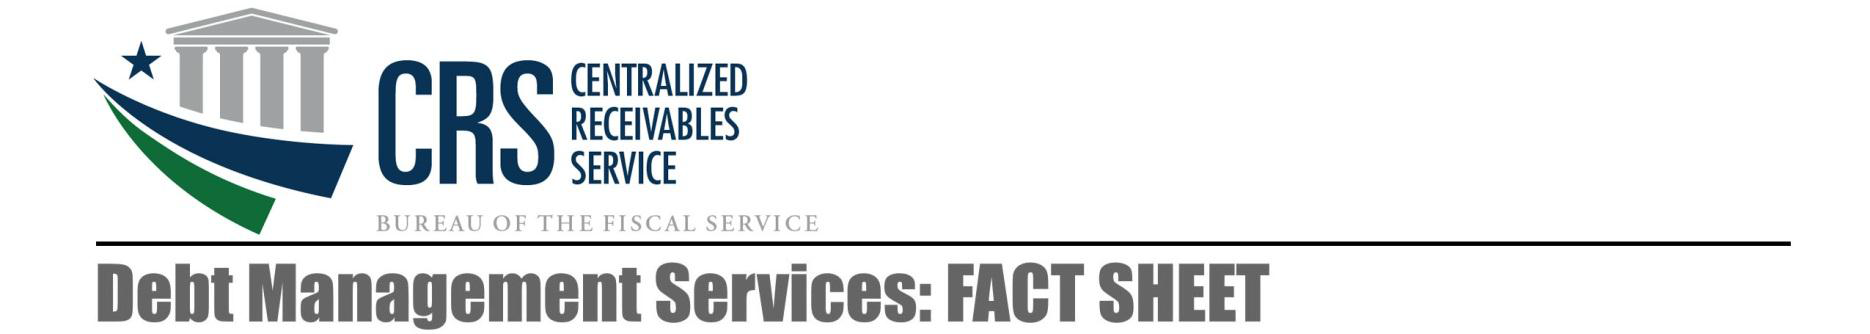 CRS
CENTRALIZED
RECEIVABLES
SERVICE
BUREAU OF THE FISCAL SERVICE
Debt Management Services: FACT SHEET